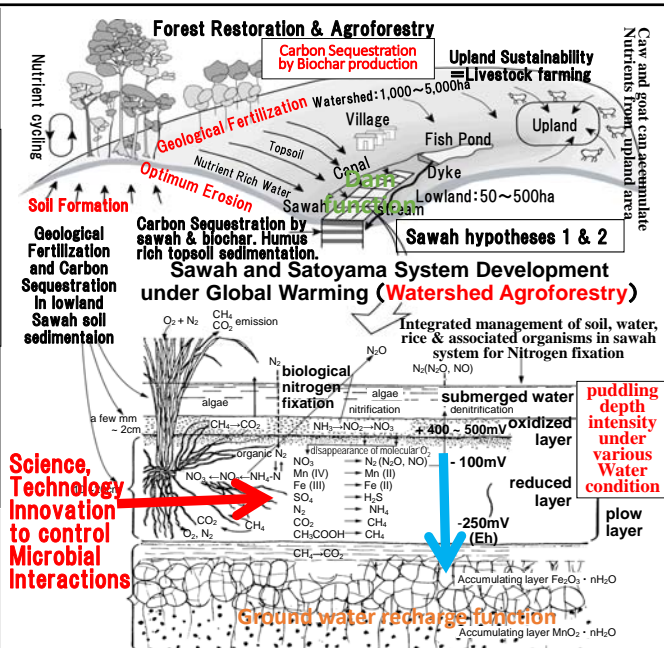 Forest Restoration & Agroforestry
Carbon Sequestration
by Biochar production
Upland Sustainability
=Livestock farming
Caw and goat can accumulate
Nutrients from upland area
Nutrient cycling
Geological Fertilization
Watershed:1,000~5,000ha
Village
Upland
Fish Pond
Topsoil
Canal
Dyke
Nutrient Rich Water
Dam
function
Optimum Erosion
Sawah
stream
Lowland:50~500ha
Soil Formation
Carbon Sequestration by
sawah & biochar. Humus
rich topsoil sedimentation.
Sawah hypotheses 1 & 2
Geological
Fertilization
and Carbon
Sequestration
In lowland
Sawah soil
sedimentaion
Sawah and Satoyama System Development
under Global Warming (Watershed Agroforestry)
Integrated management of soil, water,
rice & associated organisms in sawah
system for Nitrogen fixation
O₂+N₂
CH₄
CO₂ emission
N₂
N₂O
N₂(N₂O, NO)
biological
nitrogen
fixation
algae
algae
submerged water
nitrification
denitrification
a few mm
~ 2cm
CH₄→CO₂
NH₃→NO₂→NO₃
+ 400 ~ 500mV
oxidized
layer
puddling
depth
intensity
under
various
Water
condition
organic N₂
disappearance of molecular O₂
NO₃ → N₂(N₂O, NO)
- 100mV
NO₃ ←NO₂←NH₄-N
Mn (IV) Mn (II)
Fe (III) Fe (II)
SO₄ H₂S
N₂ → NH₄
CO₂ → CH₄
CH₃COOH → CH₄
reduced
layer
plow
layer
-250mV
(Eh)
Science,
Technology
Innovation
to control
Microbial
Interactions
CO₂
O₂, N₂
CH₄
CH₄→CO₂
Accumulating layer Fe₂O₃・nH₂O
Ground water recharge function
Accumulating layer MnO₂・nH₂O